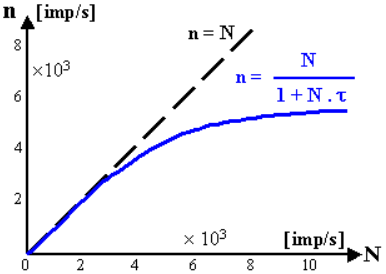 n [imp/s]
8
n = N
×10³
n = N / 1 + N . τ
6
4
2
0 2 4 6 8 10
× 10³ [imp/s] N